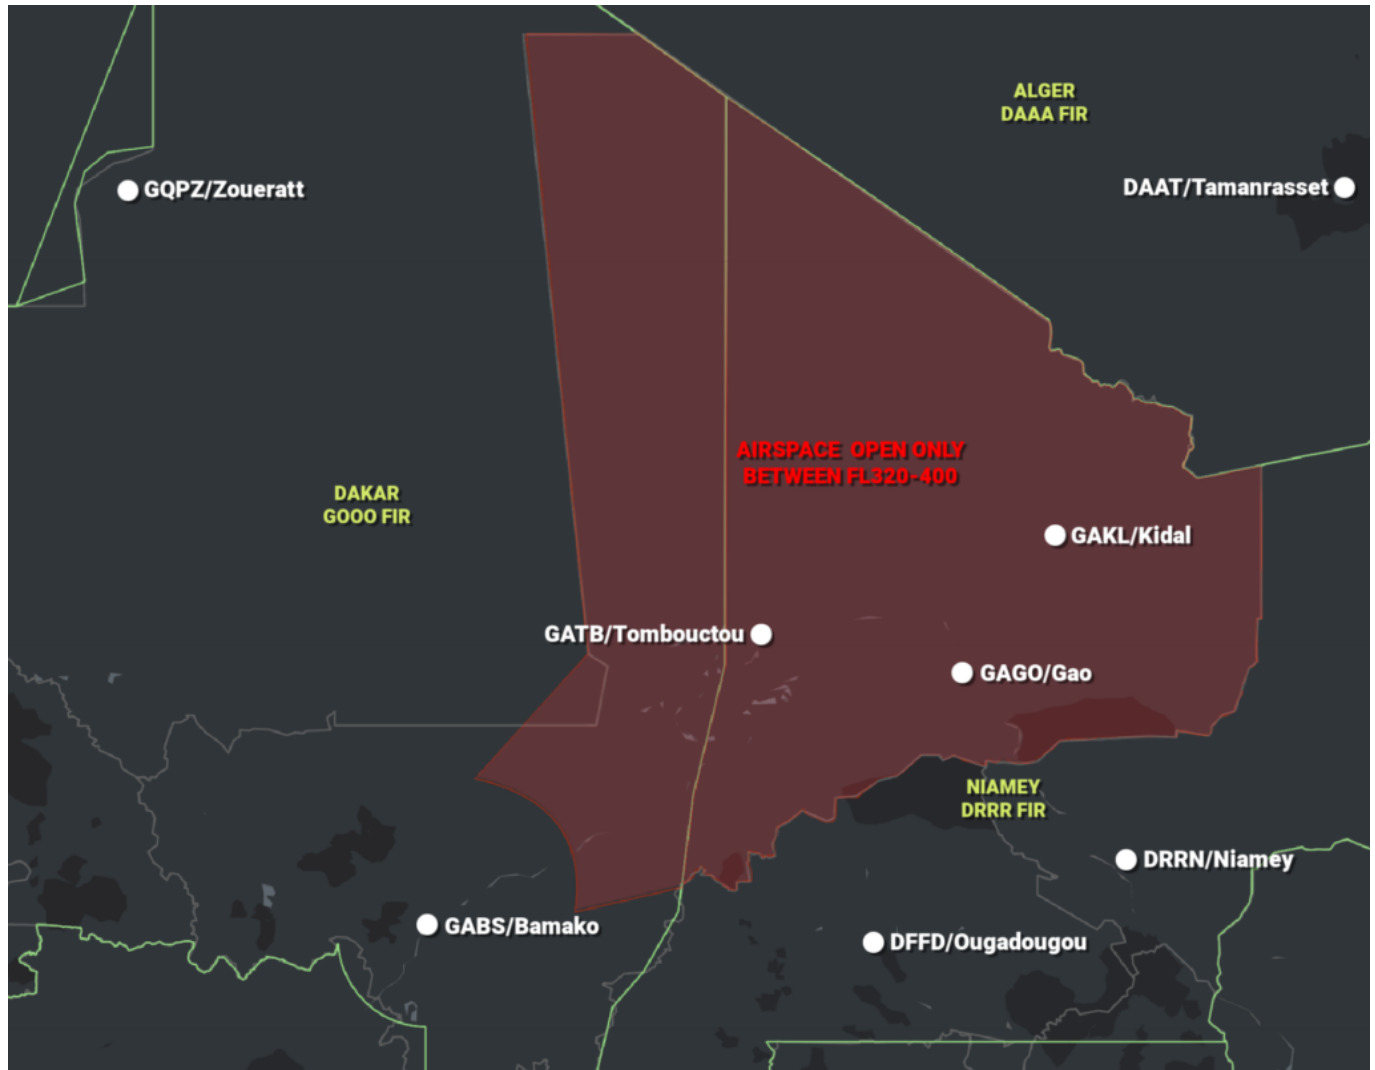 ALGER
DAAA FIR
GQPZ/Zoueratt
DAAT/Tamanrasset
AIRSPACE OPEN ONLY
BETWEEN FL320-400
DAKAR
GOOO FIR
GAKL/Kidal
GATB/Tombouctou
GAGO/Gao
NIAMEY
DRRR FIR
DRRN/Niamey
GABS/Bamako
DFFD/Ougadougou